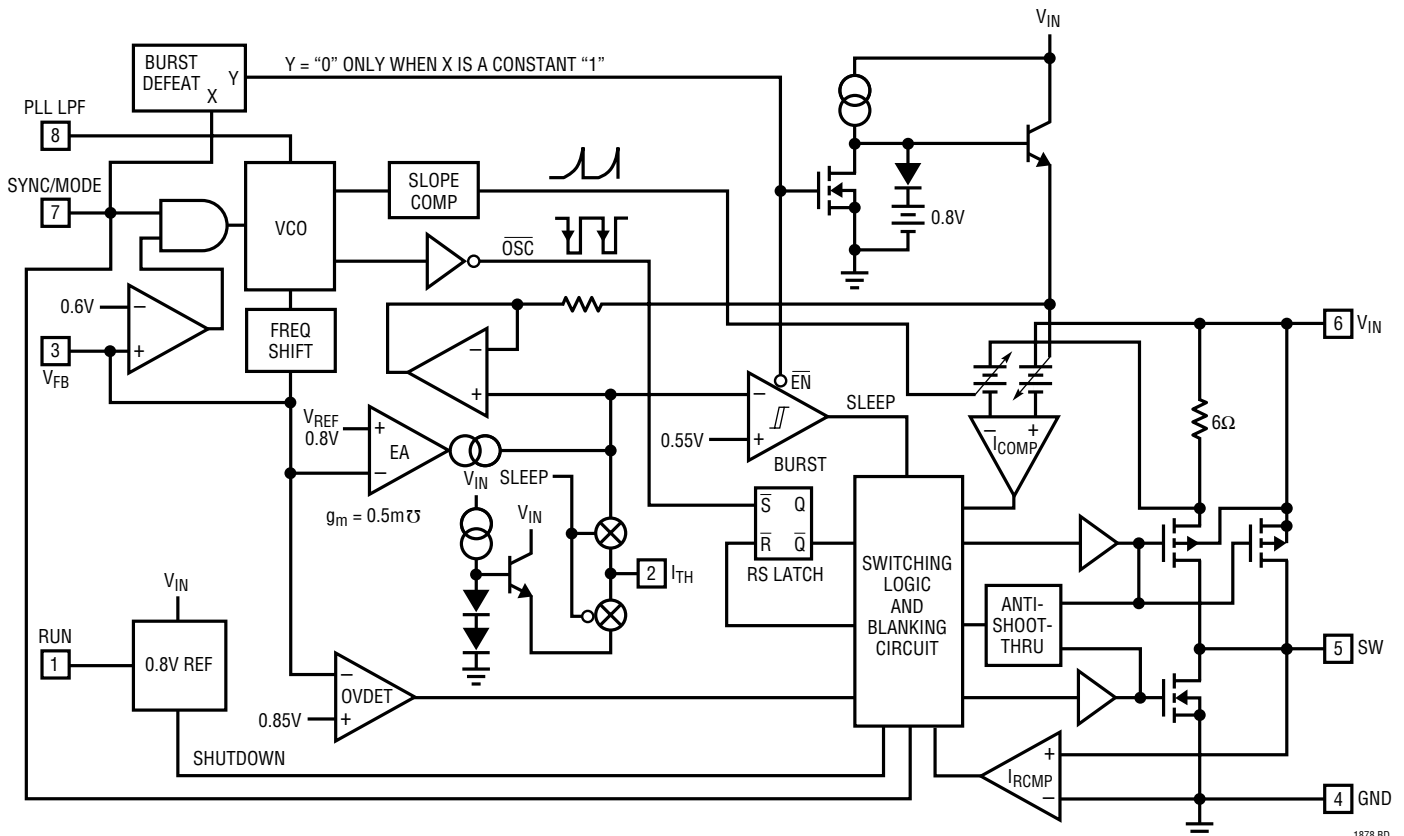 V_IN
BURST
DEFEAT
Y
X
Y = “0” ONLY WHEN X IS A CONSTANT “1”
PLL LPF
8
SYNC/MODE
7
VCO
SLOPE
COMP
0.8V
OSC
0.6V
−
+
3
V_FB
FREQ
SHIFT
−
+
6
V_IN
V_REF
0.8V
+
−
EA
g_m = 0.5m℧
−
+
EN
0.55V
BURST
SLEEP
−
+
I_COMP
6Ω
V_IN
SLEEP
V_IN
2
I_TH
S
Q
R
Q
RS LATCH
SWITCHING
LOGIC
AND
BLANKING
CIRCUIT
ANTI-
SHOOT-
THRU
5
SW
V_IN
RUN
1
0.8V REF
−
OVDET
+
0.85V
SHUTDOWN
+
I_RCMP
−
4
GND
1878 BD